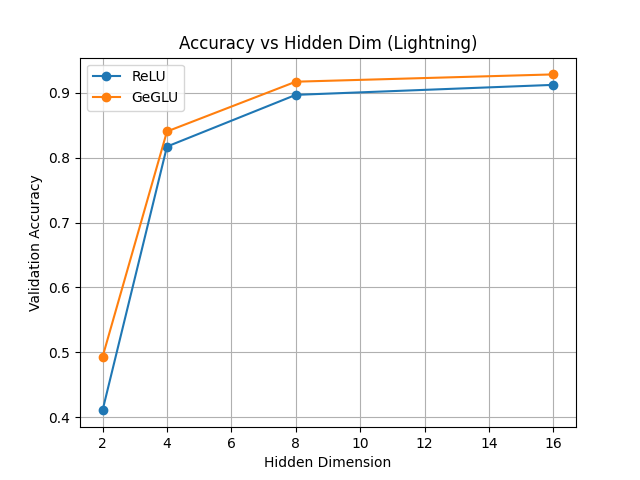 Accuracy vs Hidden Dim (Lightning)
ReLU
GeGLU
Validation Accuracy
0.9
0.8
0.7
0.6
0.5
0.4
2 4 6 8 10 12 14 16
Hidden Dimension